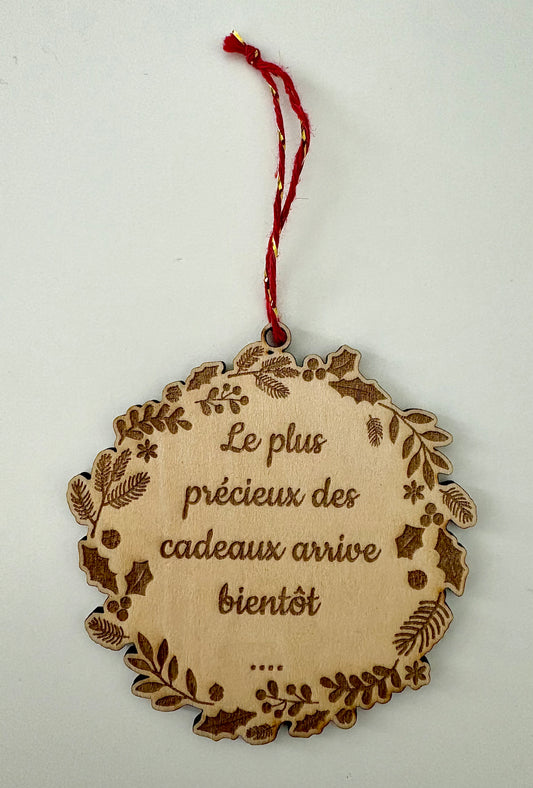 Le plus
précieux des
cadeaux arrive
bientôt
....